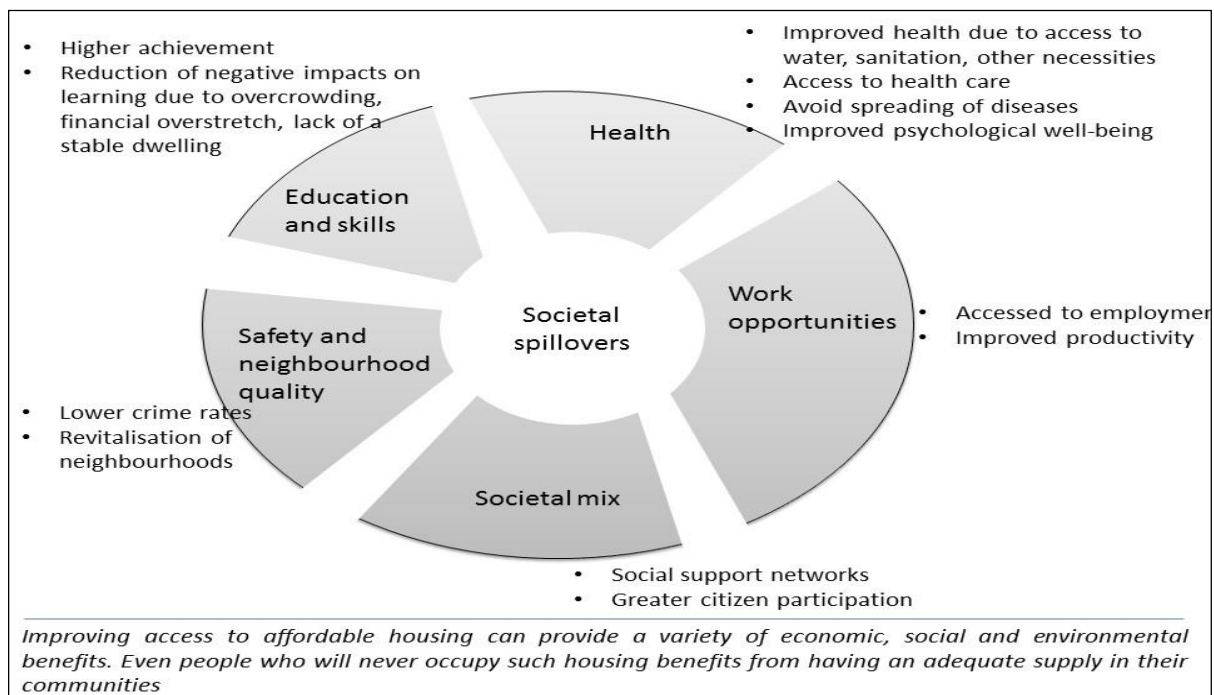 • Higher achievement
• Reduction of negative impacts on
learning due to overcrowding,
financial overstretch, lack of a
stable dwelling
• Improved health due to access to
water, sanitation, other necessities
• Access to health care
• Avoid spreading of diseases
• Improved psychological well-being
Health
Education
and skills
Work
opportunities
• Accessed to employmer
• Improved productivity
Societal
spillovers
Safety and
neighbourhood
quality
• Lower crime rates
• Revitalisation of
neighbourhoods
Societal mix
• Social support networks
• Greater citizen participation
Improving access to affordable housing can provide a variety of economic, social and environmental
benefits. Even people who will never occupy such housing benefits from having an adequate supply in their
communities